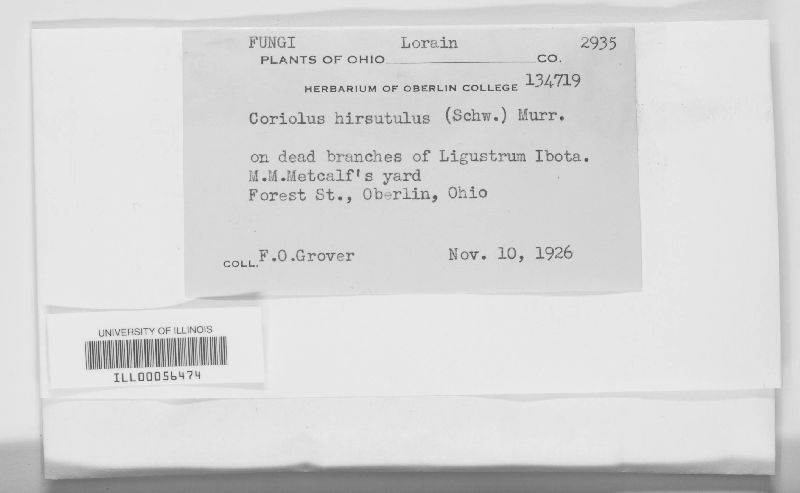 FUNGI Lorain 2935
PLANTS OF OHIO CO.
HERBARIUM OF OBERLIN COLLEGE 134719
Coriolus hirsutulus (Schw.) Murr.
on dead branches of Ligustrum Ibota.
M.M.Metcalf's yard
Forest St., Oberlin, Ohio
COLL. F.O.Grover Nov. 10, 1926
UNIVERSITY OF ILLINOIS
ILL00056474